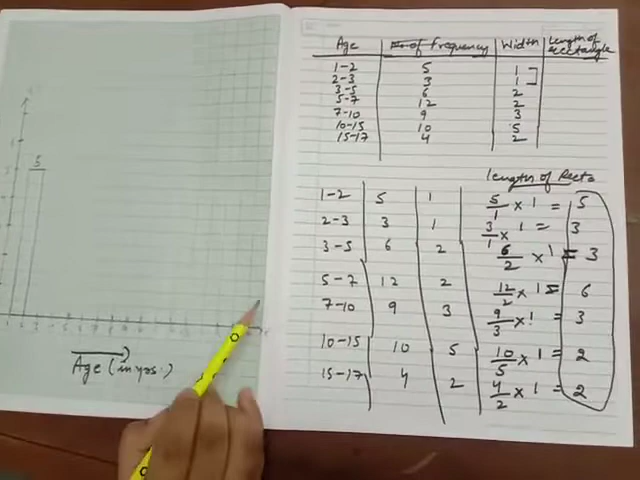 5
Age (in yrs.)
Age Frequency Width Length of rectangle
1-2 5 1
2-3 3 1
3-5 6 2
5-7 12 2
7-10 9 3
10-15 10 5
15-17 4 2
length of Recta
1-2 5 1 5/1 × 1 = 5
2-3 3 1 3/1 × 1 = 3
3-5 6 2 6/2 × 1 = 3
5-7 12 2 12/2 × 1 = 6
7-10 9 3 9/3 × 1 = 3
10-15 10 5 10/5 × 1 = 2
15-17 4 2 4/2 × 1 = 2